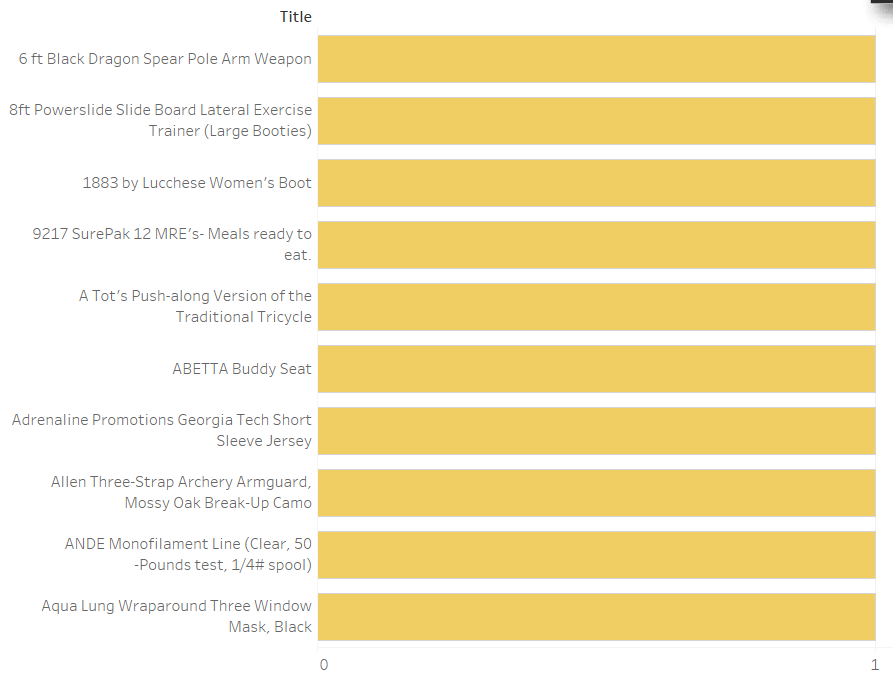 Title
6 ft Black Dragon Spear Pole Arm Weapon
8ft Powerslide Slide Board Lateral Exercise
Trainer (Large Booties)
1883 by Lucchese Women’s Boot
9217 SurePak 12 MRE’s- Meals ready to
eat.
A Tot’s Push-along Version of the
Traditional Tricycle
ABETTA Buddy Seat
Adrenaline Promotions Georgia Tech Short
Sleeve Jersey
Allen Three-Strap Archery Armguard,
Mossy Oak Break-Up Camo
ANDE Monofilament Line (Clear, 50
-Pounds test, 1/4# spool)
Aqua Lung Wraparound Three Window
Mask, Black
0 1